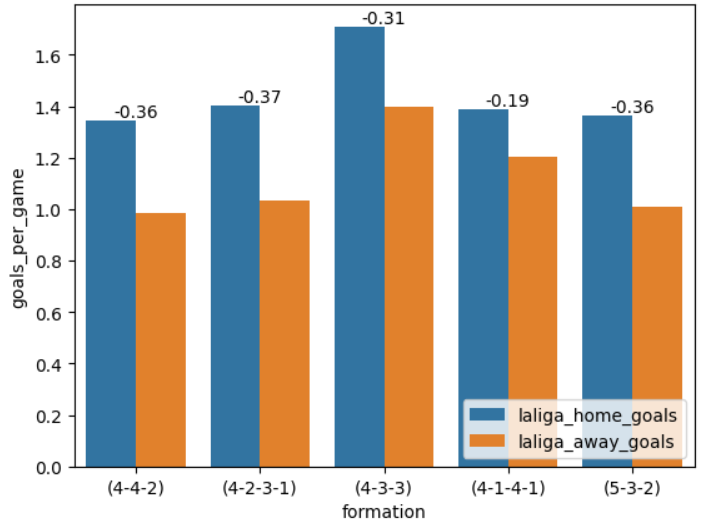 -0.31
-0.36
-0.37
-0.19
-0.36
1.6
1.4
1.2
1.0
0.8
0.6
0.4
0.2
0.0
goals_per_game
laliga_home_goals
laliga_away_goals
(4-4-2) (4-2-3-1) (4-3-3) (4-1-4-1) (5-3-2)
formation